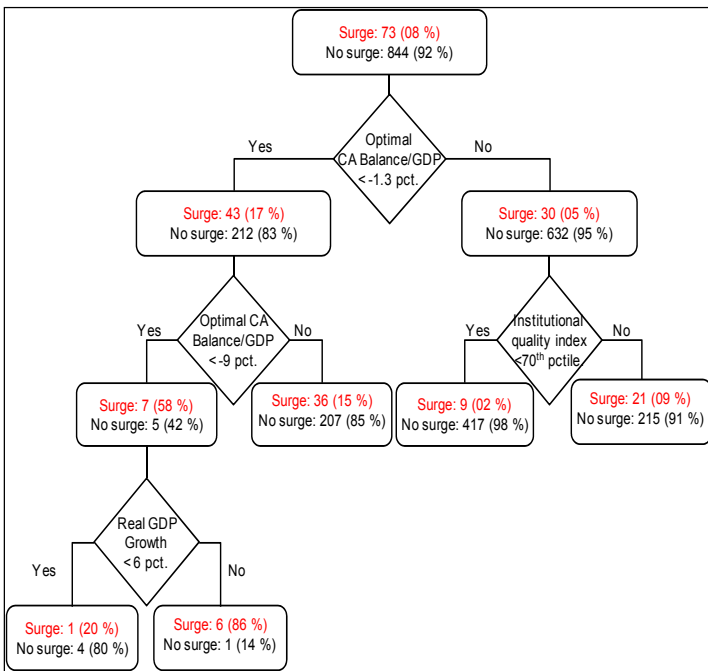 Surge: 73 (08 %)
No surge: 844 (92 %)
Optimal
CA Balance/GDP
< -1.3 pct.
Yes
No
Surge: 43 (17 %)
No surge: 212 (83 %)
Surge: 30 (05 %)
No surge: 632 (95 %)
Optimal CA
Balance/GDP
< -9 pct.
Yes
No
Institutional
quality index
<70th pctile.
Yes
No
Surge: 7 (58 %)
No surge: 5 (42 %)
Surge: 36 (15 %)
No surge: 207 (85 %)
Surge: 9 (02 %)
No surge: 417 (98 %)
Surge: 21 (09 %)
No surge: 215 (91 %)
Real GDP
Growth
< 6 pct.
Yes
No
Surge: 1 (20 %)
No surge: 4 (80 %)
Surge: 6 (86 %)
No surge: 1 (14 %)